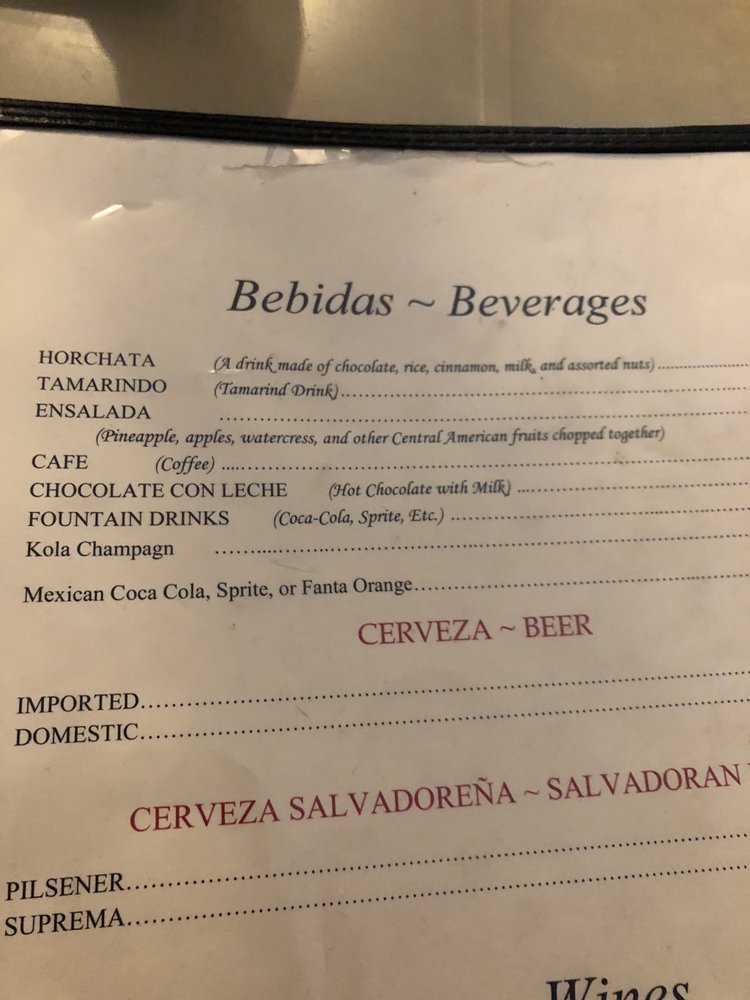 Bebidas ~ Beverages
HORCHATA (A drink made of chocolate, rice, cinnamon, milk, and assorted nuts)....................
TAMARINDO (Tamarind Drink)............................................................
ENSALADA ............................................................
(Pineapple, apples, watercress, and other Central American fruits chopped together)
CAFE (Coffee) ............................................................
CHOCOLATE CON LECHE (Hot Chocolate with Milk) ........................................
FOUNTAIN DRINKS (Coca-Cola, Sprite, Etc.) ..................................................
Kola Champagn ............................................................
Mexican Coca Cola, Sprite, or Fanta Orange..................................................
CERVEZA ~ BEER
IMPORTED............................................................
DOMESTIC............................................................
CERVEZA SALVADOREÑA ~ SALVADORAN
PILSENER............................................................
SUPREMA............................................................
Wines